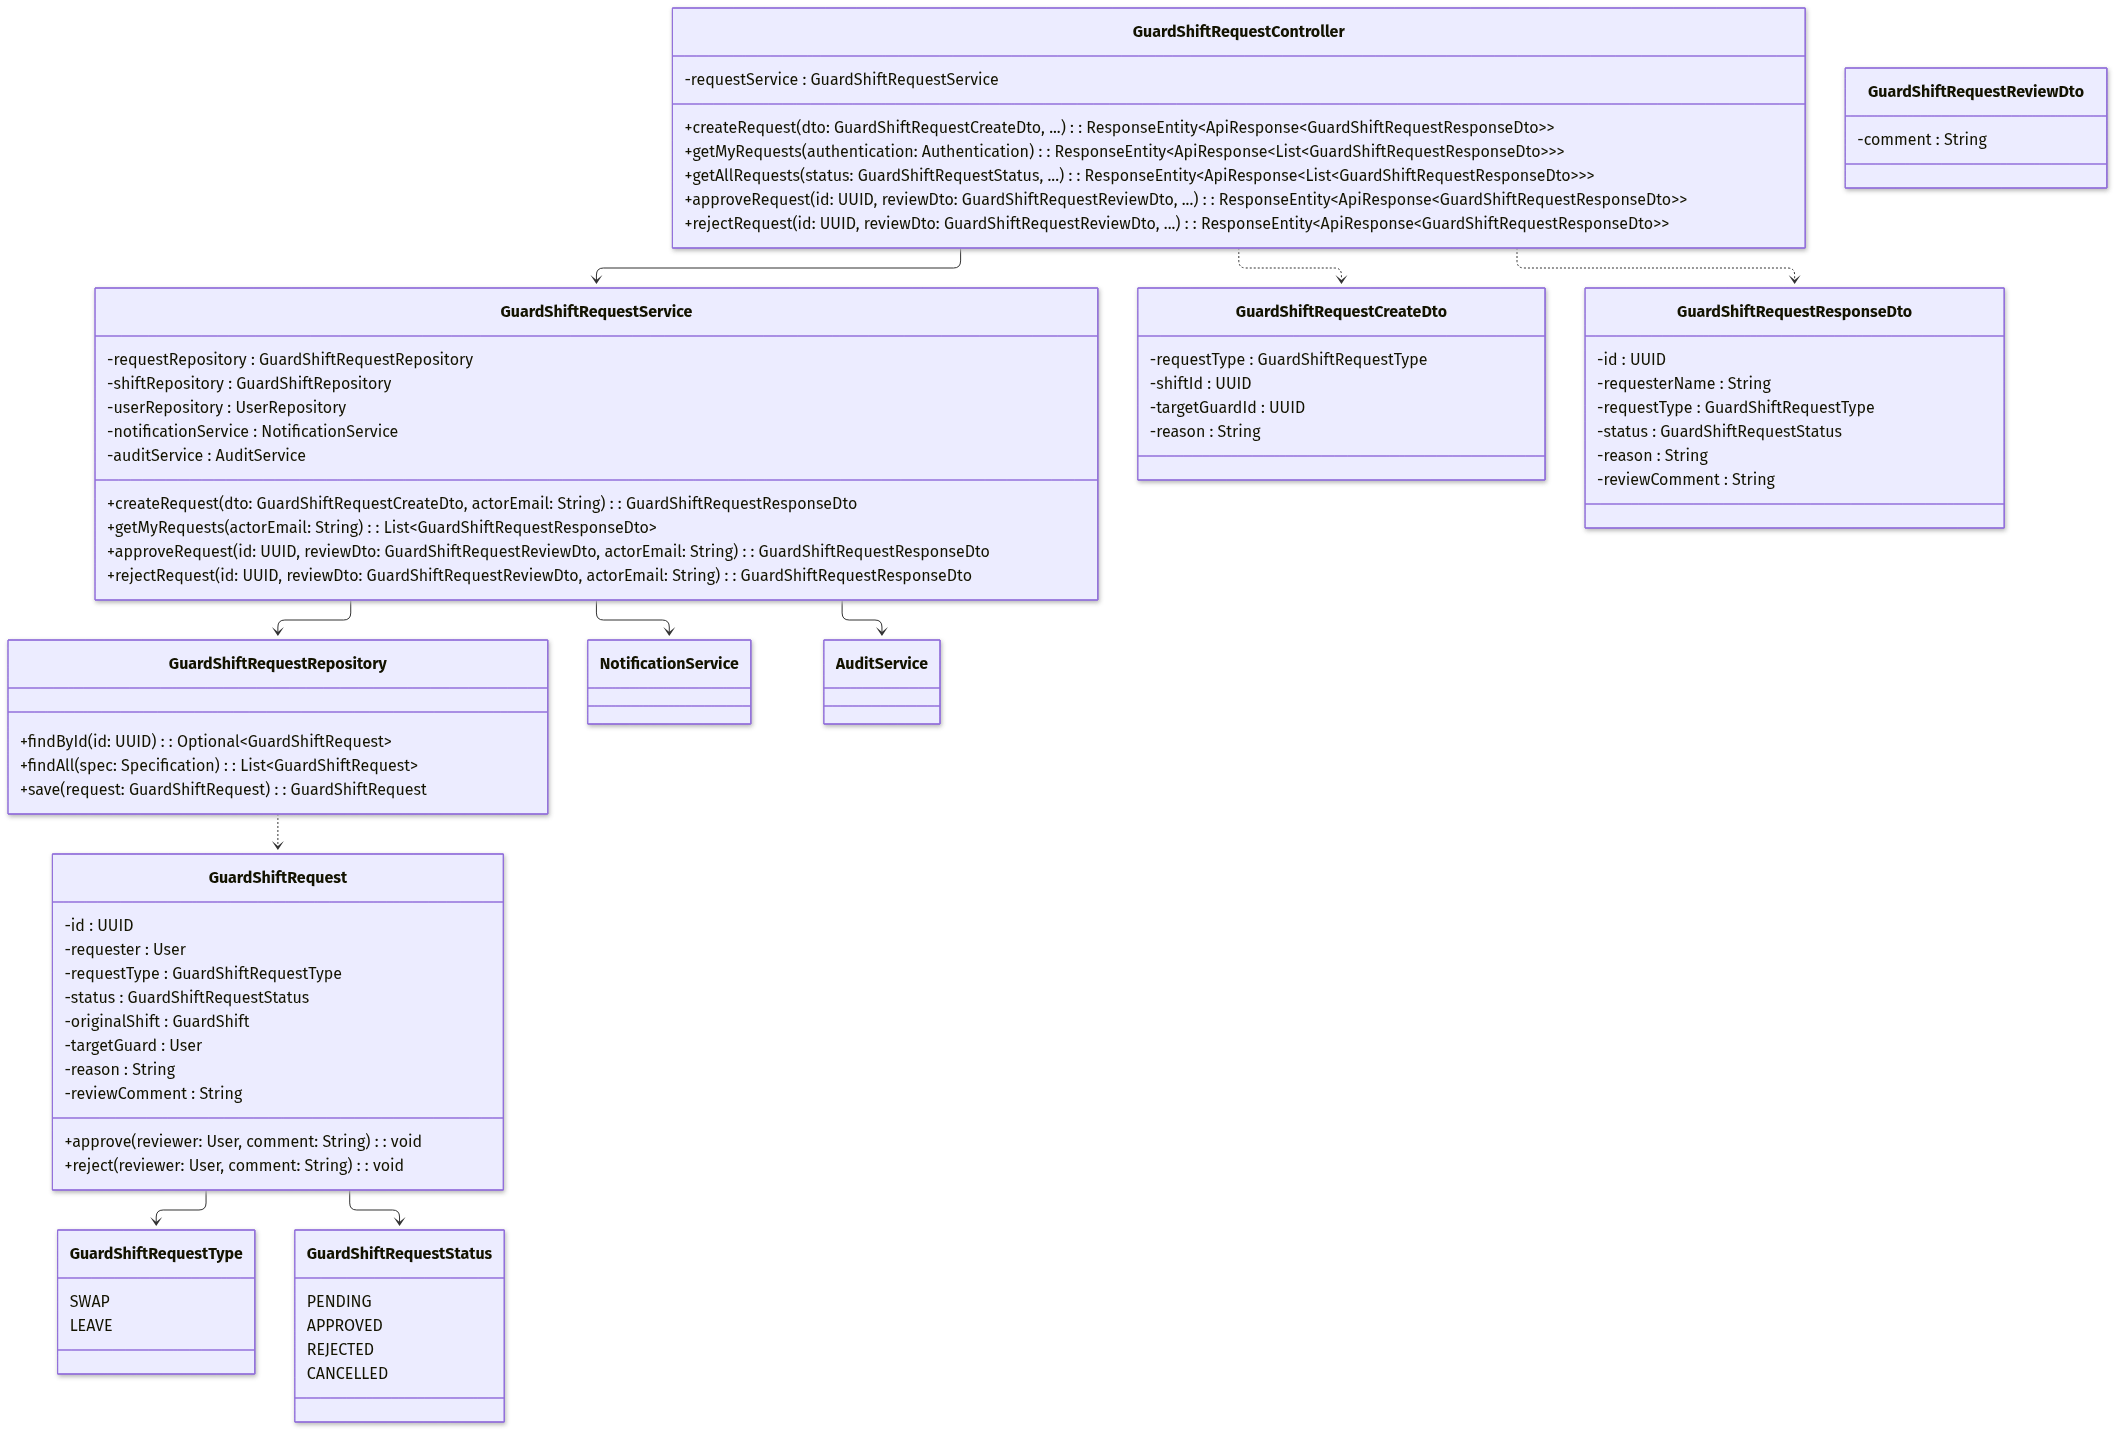 GuardShiftRequestController
-requestService : GuardShiftRequestService
+createRequest(dto: GuardShiftRequestCreateDto, ...) : : ResponseEntity<ApiResponse<GuardShiftRequestResponseDto>>
+getMyRequests(authentication: Authentication) : : ResponseEntity<ApiResponse<List<GuardShiftRequestResponseDto>>>
+getAllRequests(status: GuardShiftRequestStatus, ...) : : ResponseEntity<ApiResponse<List<GuardShiftRequestResponseDto>>>
+approveRequest(id: UUID, reviewDto: GuardShiftRequestReviewDto, ...) : : ResponseEntity<ApiResponse<GuardShiftRequestResponseDto>>
+rejectRequest(id: UUID, reviewDto: GuardShiftRequestReviewDto, ...) : : ResponseEntity<ApiResponse<GuardShiftRequestResponseDto>>
GuardShiftRequestReviewDto
-comment : String
GuardShiftRequestService
-requestRepository : GuardShiftRequestRepository
-shiftRepository : GuardShiftRepository
-userRepository : UserRepository
-notificationService : NotificationService
-auditService : AuditService
+createRequest(dto: GuardShiftRequestCreateDto, actorEmail: String) : : GuardShiftRequestResponseDto
+getMyRequests(actorEmail: String) : : List<GuardShiftRequestResponseDto>
+approveRequest(id: UUID, reviewDto: GuardShiftRequestReviewDto, actorEmail: String) : : GuardShiftRequestResponseDto
+rejectRequest(id: UUID, reviewDto: GuardShiftRequestReviewDto, actorEmail: String) : : GuardShiftRequestResponseDto
GuardShiftRequestCreateDto
-requestType : GuardShiftRequestType
-shiftId : UUID
-targetGuardId : UUID
-reason : String
GuardShiftRequestResponseDto
-id : UUID
-requesterName : String
-requestType : GuardShiftRequestType
-status : GuardShiftRequestStatus
-reason : String
-reviewComment : String
GuardShiftRequestRepository
+findById(id: UUID) : : Optional<GuardShiftRequest>
+findAll(spec: Specification) : : List<GuardShiftRequest>
+save(request: GuardShiftRequest) : : GuardShiftRequest
NotificationService
AuditService
GuardShiftRequest
-id : UUID
-requester : User
-requestType : GuardShiftRequestType
-status : GuardShiftRequestStatus
-originalShift : GuardShift
-targetGuard : User
-reason : String
-reviewComment : String
+approve(reviewer: User, comment: String) : : void
+reject(reviewer: User, comment: String) : : void
GuardShiftRequestType
SWAP
LEAVE
GuardShiftRequestStatus
PENDING
APPROVED
REJECTED
CANCELLED